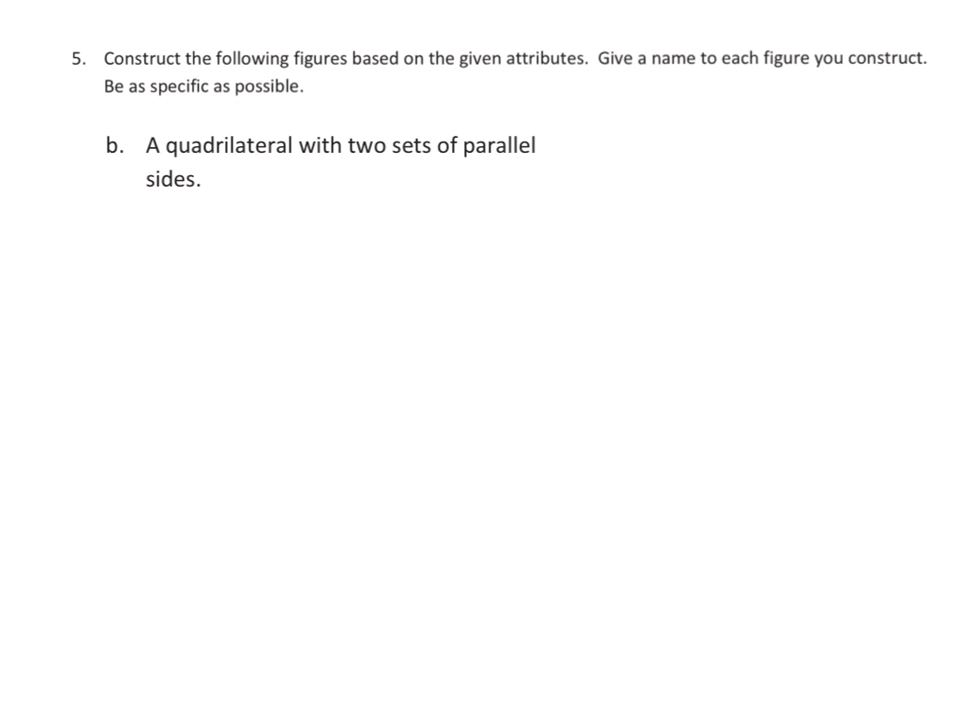 5. Construct the following figures based on the given attributes. Give a name to each figure you construct.
Be as specific as possible.
b. A quadrilateral with two sets of parallel
sides.